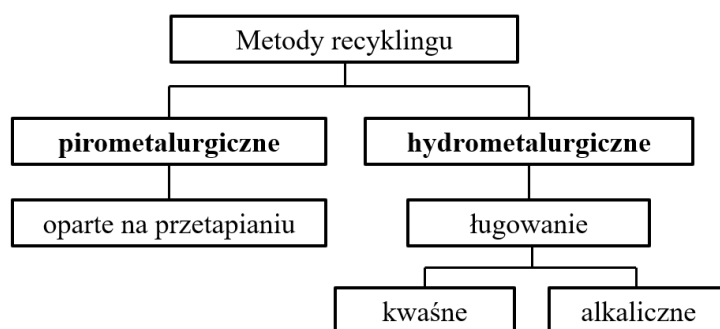 Metody recyklingu
pirometalurgiczne
hydrometalurgiczne
oparte na przetapianiu
ługowanie
kwaśne
alkaliczne